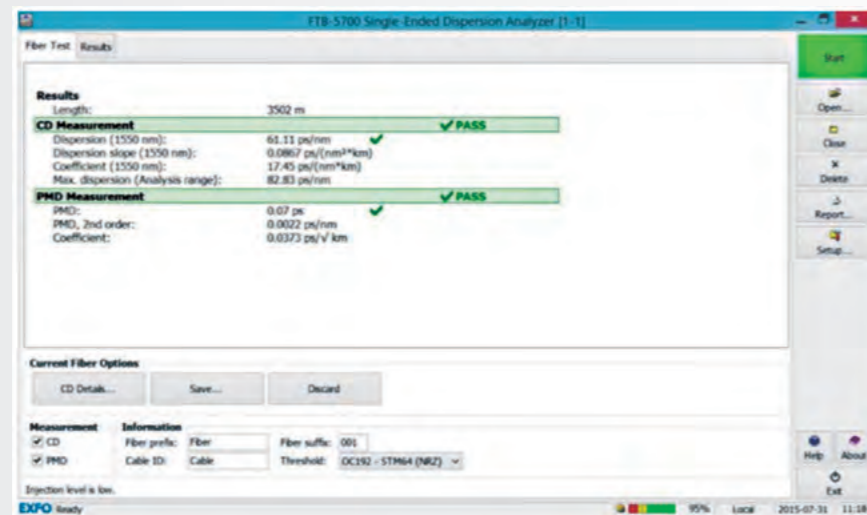 FTB-5700 Single-Ended Dispersion Analyzer [1-1]
Fiber Test Results
Start
Open...
Close
Delete
Report...
Setup...
Results
Length: 3502 m
CD Measurement ✓ PASS
Dispersion (1550 nm): 61.11 ps/nm ✓
Dispersion slope (1550 nm): 0.0867 ps/(nm²*km)
Coefficient (1550 nm): 17.45 ps/(nm*km)
Max. dispersion (Analysis range): 82.83 ps/nm
PMD Measurement ✓ PASS
PMD: 0.07 ps ✓
PMD, 2nd order: 0.0022 ps/nm
Coefficient: 0.0373 ps/√ km
Current Fiber Options
CD Details... Save... Discard
Measurement Information
CD Fiber prefix: Fiber Fiber suffix: 001
PMD Cable ID: Cable Threshold: OC192 - STM64 (NRZ)
Help About
Exit
Injection level is low.
EXFO Ready 95% Local 2015-07-31 11:18